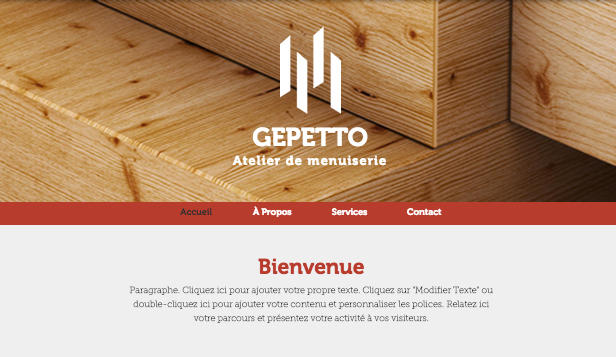 GEPETTO
Atelier de menuiserie
Accueil À Propos Services Contact
Bienvenue
Paragraphe. Cliquez ici pour ajouter votre propre texte. Cliquez sur "Modifier Texte" ou
double-cliquez ici pour ajouter votre contenu et personnaliser les polices. Relatez ici
votre parcours et présentez votre activité à vos visiteurs.